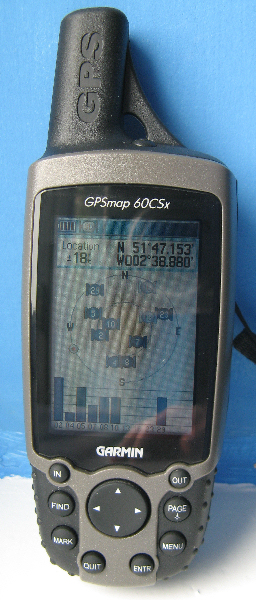 GPS
GPSmap 60CSx
Location
N 51°47.153'
±18'
W002°38.880'
N
W
E
S
GARMIN
IN
OUT
FIND
PAGE
MARK
MENU
QUIT
ENTR